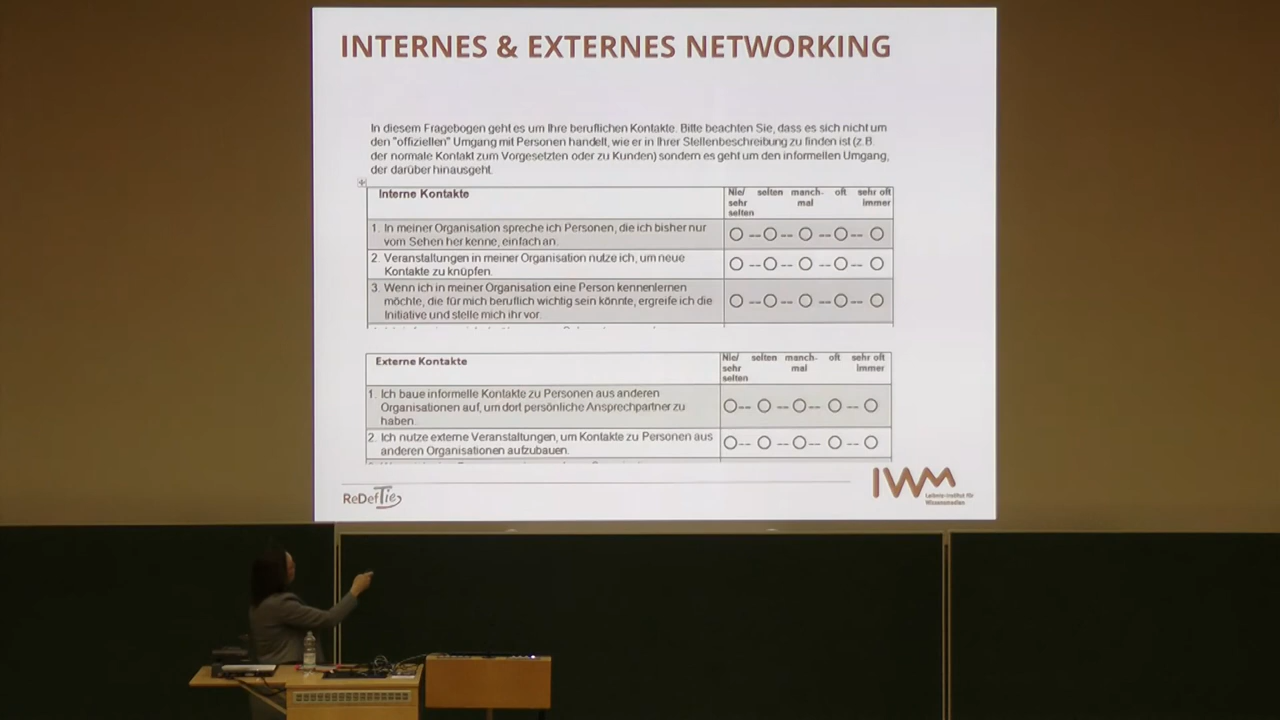 INTERNES & EXTERNES NETWORKING
In diesem Fragebogen geht es um Ihre beruflichen Kontakte. Bitte beachten Sie, dass es sich nicht um
den "offiziellen" Umgang mit Personen handelt, wie er in Ihrer Stellenbeschreibung zu finden ist (z.B.
der normale Kontakt zum Vorgesetzten oder zu Kunden) sondern es geht um den informellen Umgang,
der darüber hinausgeht.
Interne Kontakte
Nie/ selten manch- oft sehr oft
sehr mal immer
selten
1. In meiner Organisation spreche ich Personen, die ich bisher nur
vom Sehen her kenne, einfach an.
2. Veranstaltungen in meiner Organisation nutze ich, um neue
Kontakte zu knüpfen.
3. Wenn ich in meiner Organisation eine Person kennenlernen
möchte, die für mich beruflich wichtig sein könnte, ergreife ich die
Initiative und stelle mich ihr vor.
Externe Kontakte
Nie/ selten manch- oft sehr oft
sehr mal immer
selten
1. Ich baue informelle Kontakte zu Personen aus anderen
Organisationen auf, um dort persönliche Ansprechpartner zu
haben.
2. Ich nutze externe Veranstaltungen, um Kontakte zu Personen aus
anderen Organisationen aufzubauen.
ReDefTie
IWM
Leibniz-Institut für
Wissensmedien